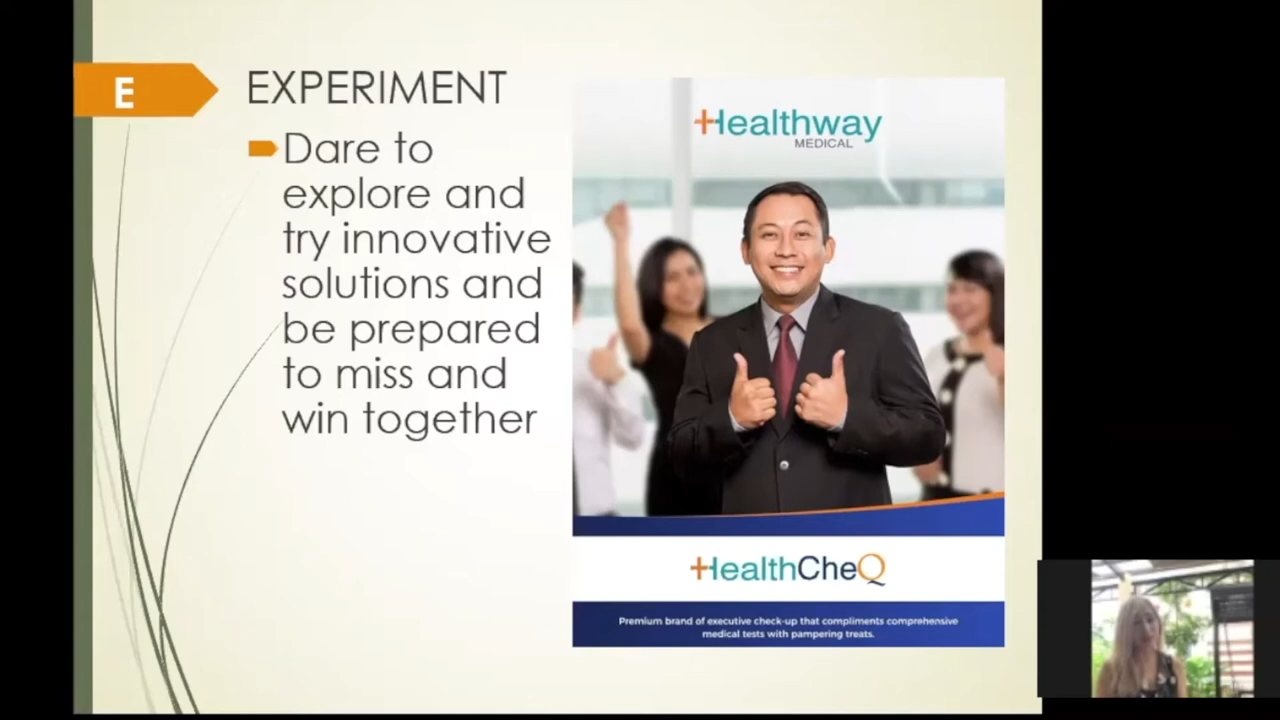 E
EXPERIMENT
Dare to
explore and
try innovative
solutions and
be prepared
to miss and
win together
Healthway
MEDICAL
HealthCheQ
Premium brand of executive check-up that compliments comprehensive
medical tests with pampering treats.